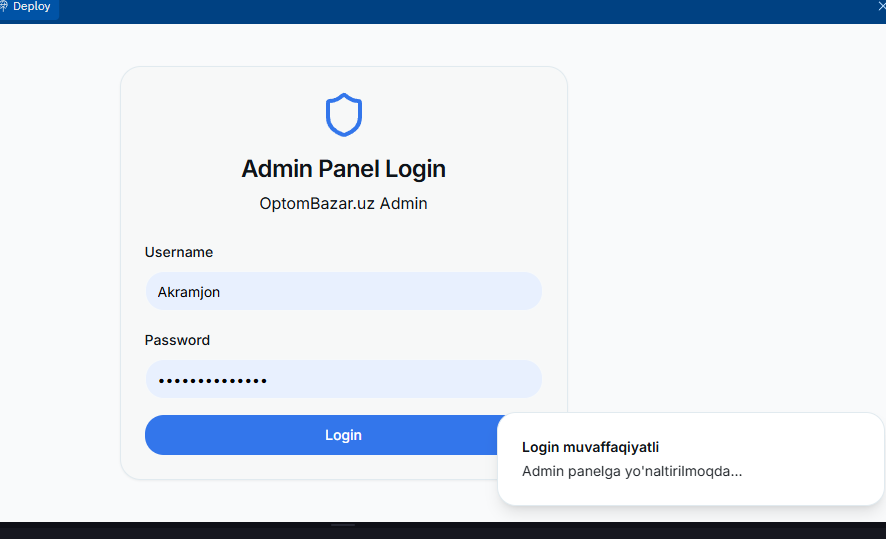 Deploy
Admin Panel Login
OptomBazar.uz Admin
Username
Akramjon
Password
••••••••••••••
Login
Login muvaffaqiyatli
Admin panelga yo'naltirilmoqda...